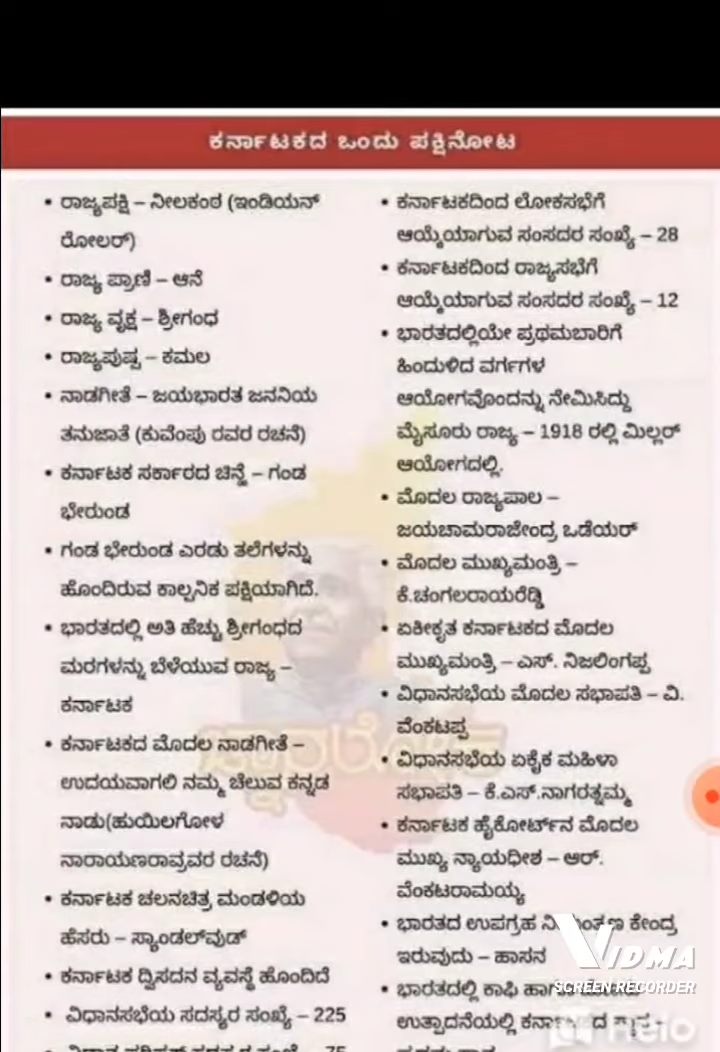 ಕರ್ನಾಟಕದ ಒಂದು ಪಕ್ಷಿನೋಟ
• ರಾಜ್ಯಪಕ್ಷಿ – ನೀಲಕಂಠ (ಇಂಡಿಯನ್
ರೋಲರ್)
• ರಾಜ್ಯ ಪ್ರಾಣಿ – ಆನೆ
• ರಾಜ್ಯ ವೃಕ್ಷ – ಶ್ರೀಗಂಧ
• ರಾಜ್ಯಪುಷ್ಪ – ಕಮಲ
• ನಾಡಗೀತೆ – ಜಯಭಾರತ ಜನನಿಯ
ತನುಜಾತೆ (ಕುವೆಂಪು ರವರ ರಚನೆ)
• ಕರ್ನಾಟಕ ಸರ್ಕಾರದ ಚಿನ್ಹೆ – ಗಂಡ
ಭೇರುಂಡ
• ಗಂಡ ಭೇರುಂಡ ಎರಡು ತಲೆಗಳನ್ನು
ಹೊಂದಿರುವ ಕಾಲ್ಪನಿಕ ಪಕ್ಷಿಯಾಗಿದೆ.
• ಭಾರತದಲ್ಲಿ ಅತಿ ಹೆಚ್ಚು ಶ್ರೀಗಂಧದ
ಮರಗಳನ್ನು ಬೆಳೆಯುವ ರಾಜ್ಯ –
ಕರ್ನಾಟಕ
• ಕರ್ನಾಟಕದ ಮೊದಲ ನಾಡಗೀತೆ –
ಉದಯವಾಗಲಿ ನಮ್ಮ ಚೆಲುವ ಕನ್ನಡ
ನಾಡು(ಹುಯಿಲಗೋಳ
ನಾರಾಯಣರಾವ್ರವರ ರಚನೆ)
• ಕರ್ನಾಟಕ ಚಲನಚಿತ್ರ ಮಂಡಳಿಯ
ಹೆಸರು – ಸ್ಯಾಂಡಲ್‌ವುಡ್
• ಕರ್ನಾಟಕ ದ್ವಿಸದನ ವ್ಯವಸ್ಥೆ ಹೊಂದಿದೆ
• ವಿಧಾನಸಭೆಯ ಸದಸ್ಯರ ಸಂಖ್ಯೆ – 225
• ಕರ್ನಾಟಕದಿಂದ ಲೋಕಸಭೆಗೆ
ಆಯ್ಕೆಯಾಗುವ ಸಂಸದರ ಸಂಖ್ಯೆ – 28
• ಕರ್ನಾಟಕದಿಂದ ರಾಜ್ಯಸಭೆಗೆ
ಆಯ್ಕೆಯಾಗುವ ಸಂಸದರ ಸಂಖ್ಯೆ – 12
• ಭಾರತದಲ್ಲಿಯೇ ಪ್ರಥಮಬಾರಿಗೆ
ಹಿಂದುಳಿದ ವರ್ಗಗಳ
ಆಯೋಗವೊಂದನ್ನು ನೇಮಿಸಿದ್ದು
ಮೈಸೂರು ರಾಜ್ಯ – 1918 ರಲ್ಲಿ ಮಿಲ್ಲರ್
ಆಯೋಗದಲ್ಲಿ.
• ಮೊದಲ ರಾಜ್ಯಪಾಲ –
ಜಯಚಾಮರಾಜೇಂದ್ರ ಒಡೆಯರ್
• ಮೊದಲ ಮುಖ್ಯಮಂತ್ರಿ –
ಕೆ.ಚಂಗಲರಾಯರೆಡ್ಡಿ
• ಏಕೀಕೃತ ಕರ್ನಾಟಕದ ಮೊದಲ
ಮುಖ್ಯಮಂತ್ರಿ – ಎಸ್. ನಿಜಲಿಂಗಪ್ಪ
• ವಿಧಾನಸಭೆಯ ಮೊದಲ ಸಭಾಪತಿ – ವಿ.
ವೆಂಕಟಪ್ಪ
• ವಿಧಾನಸಭೆಯ ಏಕೈಕ ಮಹಿಳಾ
ಸಭಾಪತಿ – ಕೆ.ಎಸ್.ನಾಗರತ್ನಮ್ಮ
• ಕರ್ನಾಟಕ ಹೈಕೋರ್ಟ್‌ನ ಮೊದಲ
ಮುಖ್ಯ ನ್ಯಾಯಧೀಶ – ಆರ್.
ವೆಂಕಟರಾಮಯ್ಯ
• ಭಾರತದ ಉಪಗ್ರಹ ಕೇಂದ್ರ
ಇರುವುದು – ಹಾಸನ
• ಭಾರತದಲ್ಲಿ ಕಾಫಿ
ಉತ್ಪಾದನೆಯಲ್ಲಿ
VIDMA
SCREEN RECORDER
Helo